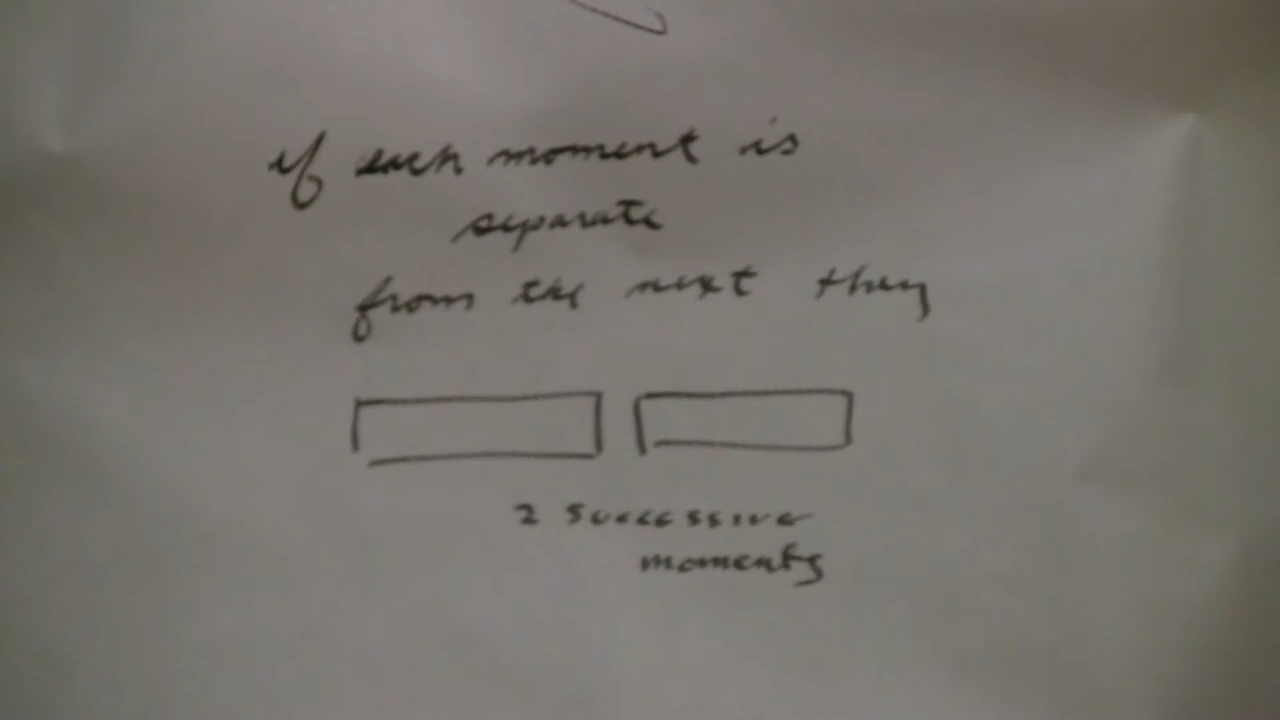 if each moment is
separate
from the next they
2 successive
moments